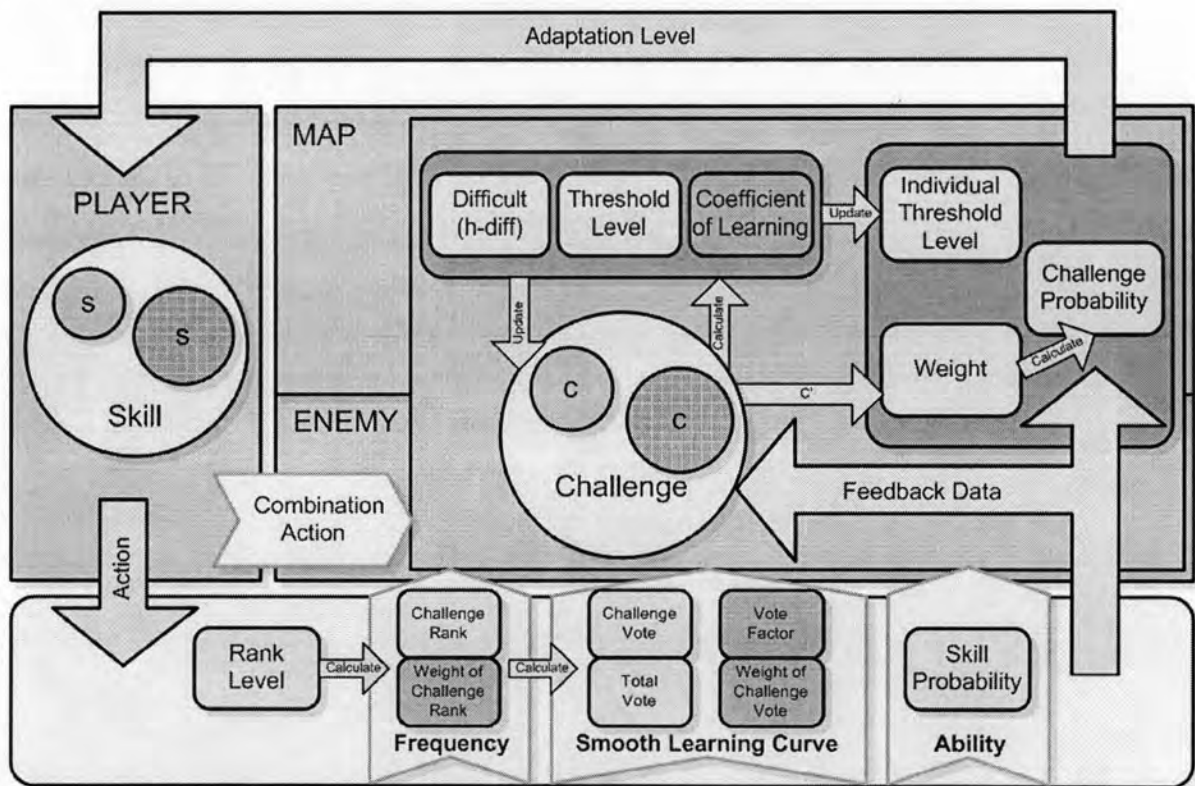 Adaptation Level
PLAYER
S
S
Skill
MAP
Difficult
(h-diff)
Threshold
Level
Coefficient
of Learning
Update
Individual
Threshold
Level
Challenge
Probability
Update
Calculate
Weight
Calculate
C'
ENEMY
C
C
Challenge
Feedback Data
Combination
Action
Action
Rank
Level
Calculate
Challenge
Rank
Weight of
Challenge
Rank
Frequency
Calculate
Challenge
Vote
Vote
Factor
Total
Vote
Weight of
Challenge
Vote
Smooth Learning Curve
Skill
Probability
Ability